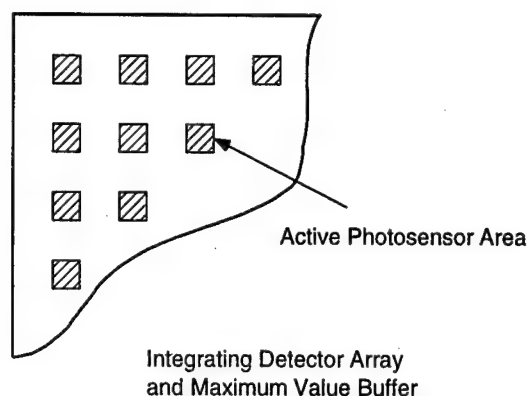 Active Photosensor Area
Integrating Detector Array
and Maximum Value Buffer